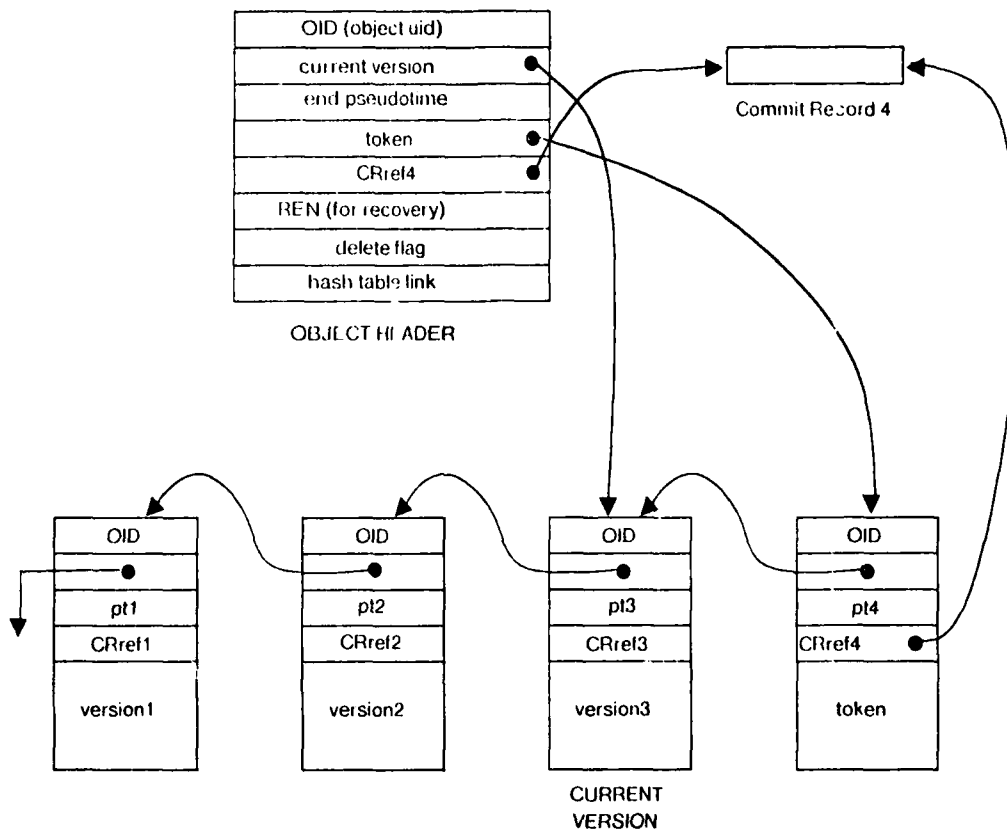 OID (object uid)
current version
end pseudotime
token
CRref4
REN (for recovery)
delete flag
hash table link
OBJECT HEADER
Commit Record 4
OID
pt1
CRref1
version1
OID
pt2
CRref2
version2
OID
pt3
CRref3
version3
CURRENT
VERSION
OID
pt4
CRref4
token